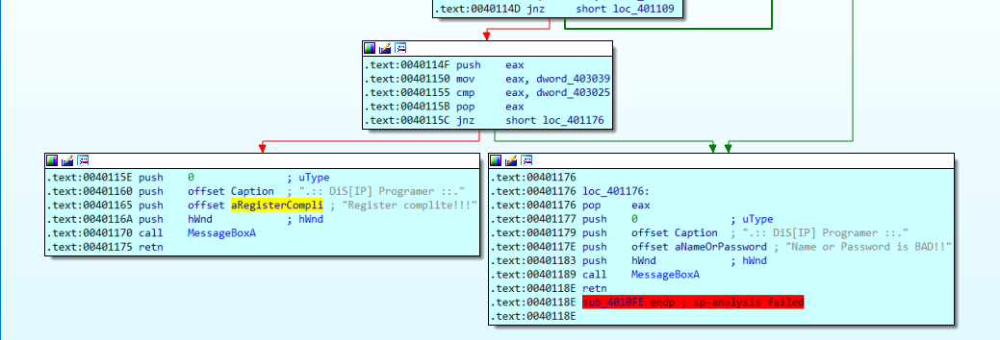 .text:0040114D jnz     short loc_401109
.text:0040114F push    eax
.text:00401150 mov     eax, dword_403039
.text:00401155 cmp     eax, dword_403025
.text:0040115B pop     eax
.text:0040115C jnz     short loc_401176
.text:0040115E push    0               ; uType
.text:00401160 push    offset Caption  ; ".:: DiS[IP] Programer ::."
.text:00401165 push    offset aRegisterCompli ; "Register complite!!!"
.text:0040116A push    hWnd            ; hWnd
.text:00401170 call    MessageBoxA
.text:00401175 retn
.text:00401176
.text:00401176 loc_401176:
.text:00401176 pop     eax
.text:00401177 push    0               ; uType
.text:00401179 push    offset Caption  ; ".:: DiS[IP] Programer ::."
.text:0040117E push    offset aNameOrPassword ; "Name or Password is BAD!!"
.text:00401183 push    hWnd            ; hWnd
.text:00401189 call    MessageBoxA
.text:0040118E retn
.text:0040118E sub_4010FE endp ; sp-analysis failed
.text:0040118E